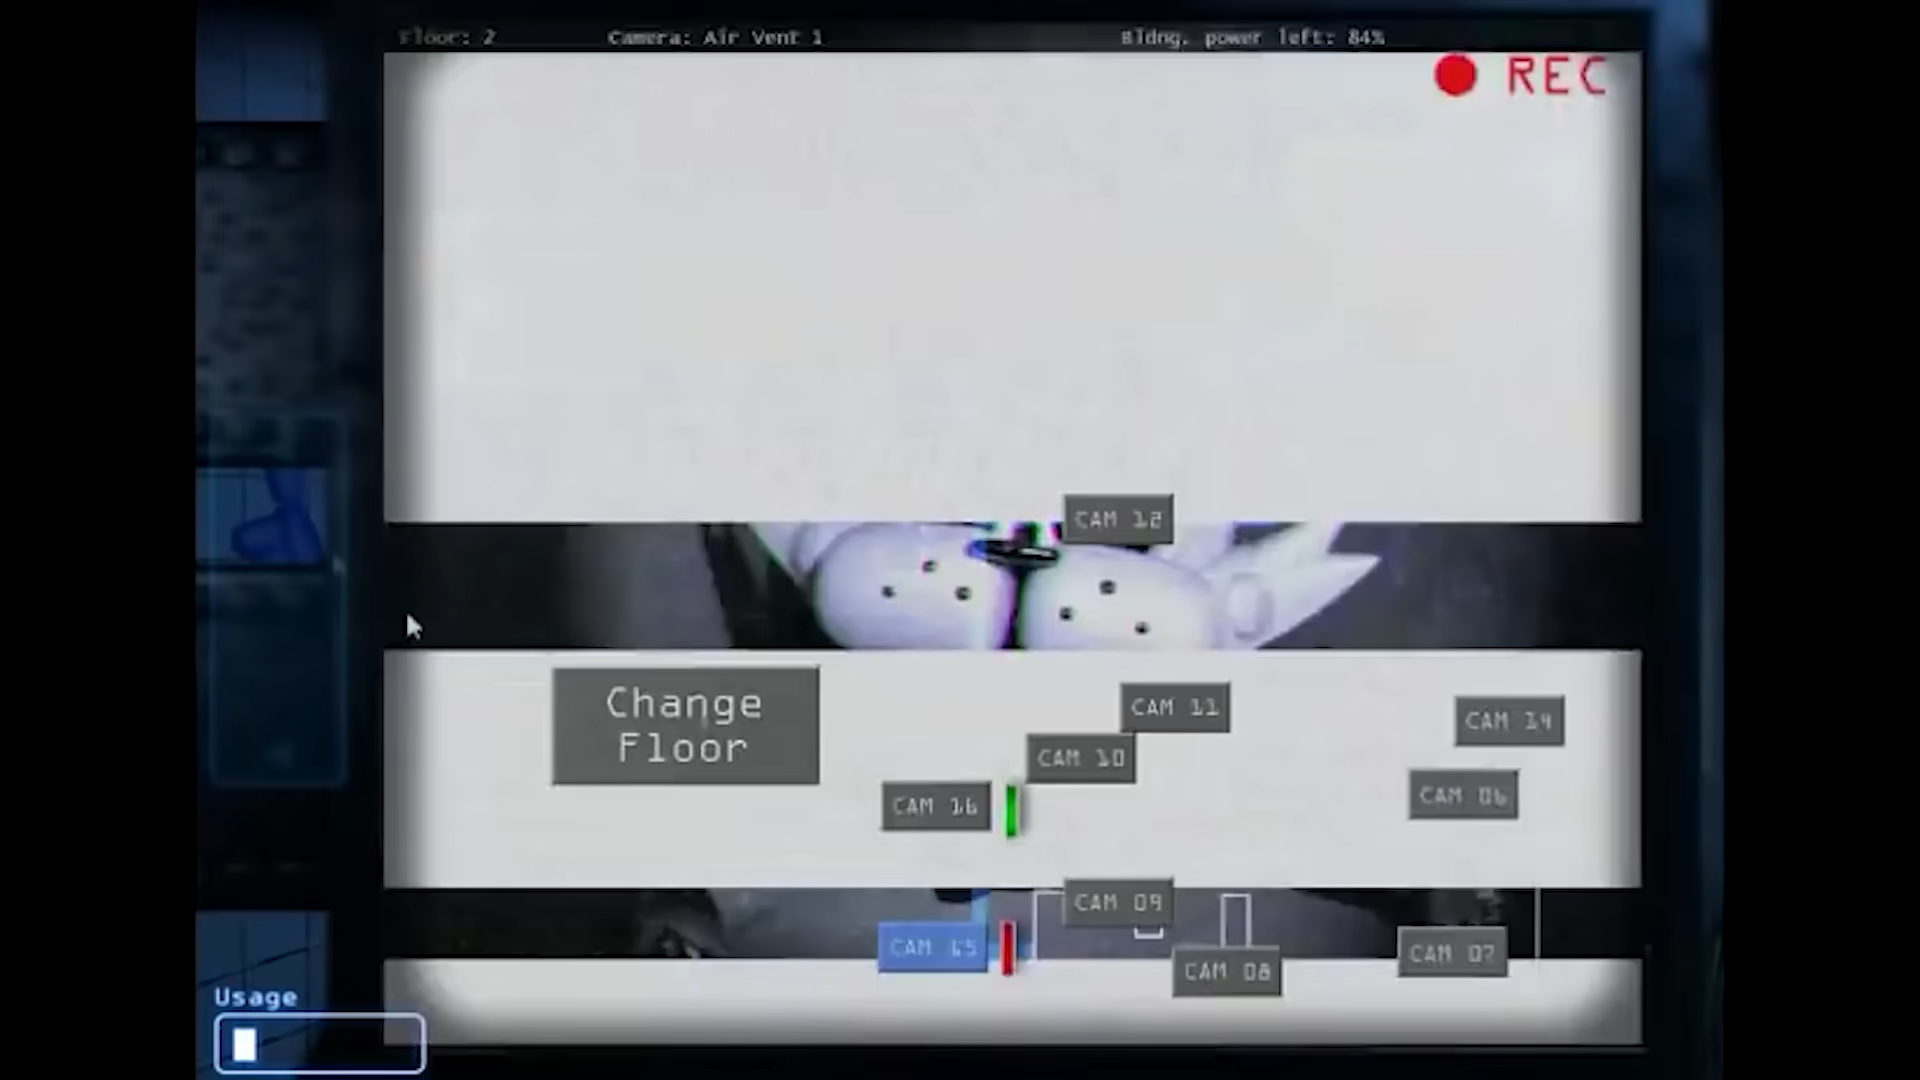 Floor: 2
Camera: Air Vent 1
Bldng. power left: 84%
REC
CAM 12
Change
Floor
CAM 11
CAM 14
CAM 10
CAM 06
CAM 16
CAM 09
CAM 15
CAM 07
CAM 08
Usage